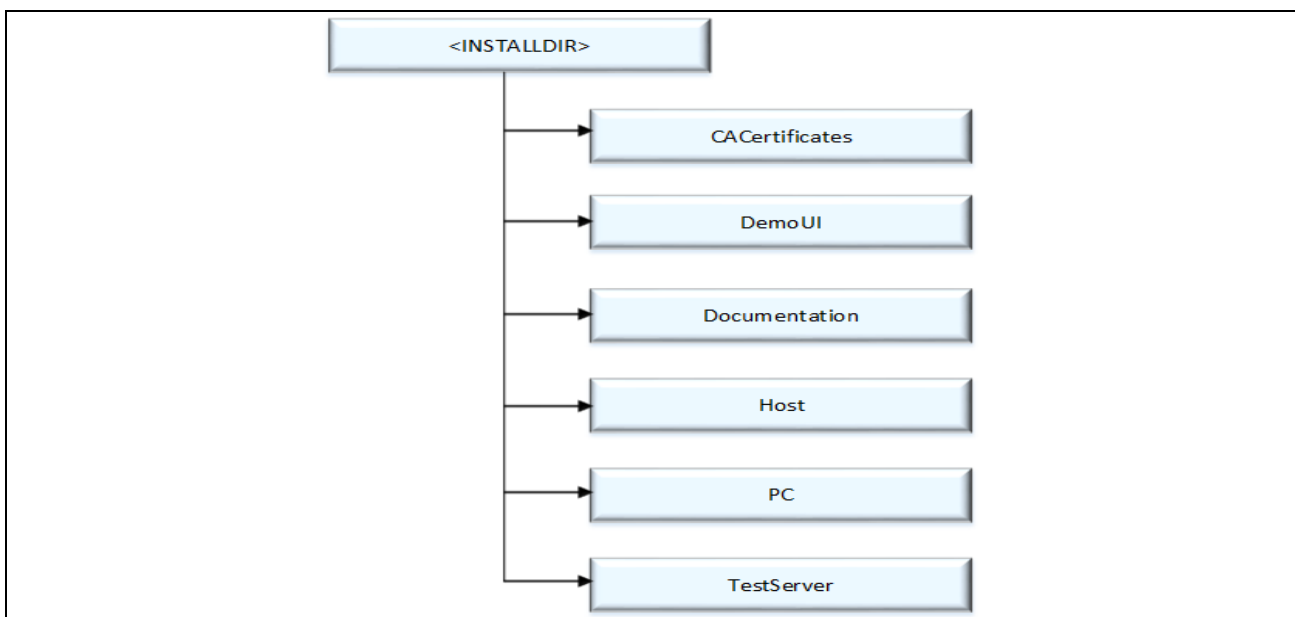 <INSTALLDIR>
CACertificates
DemoUI
Documentation
Host
PC
TestServer